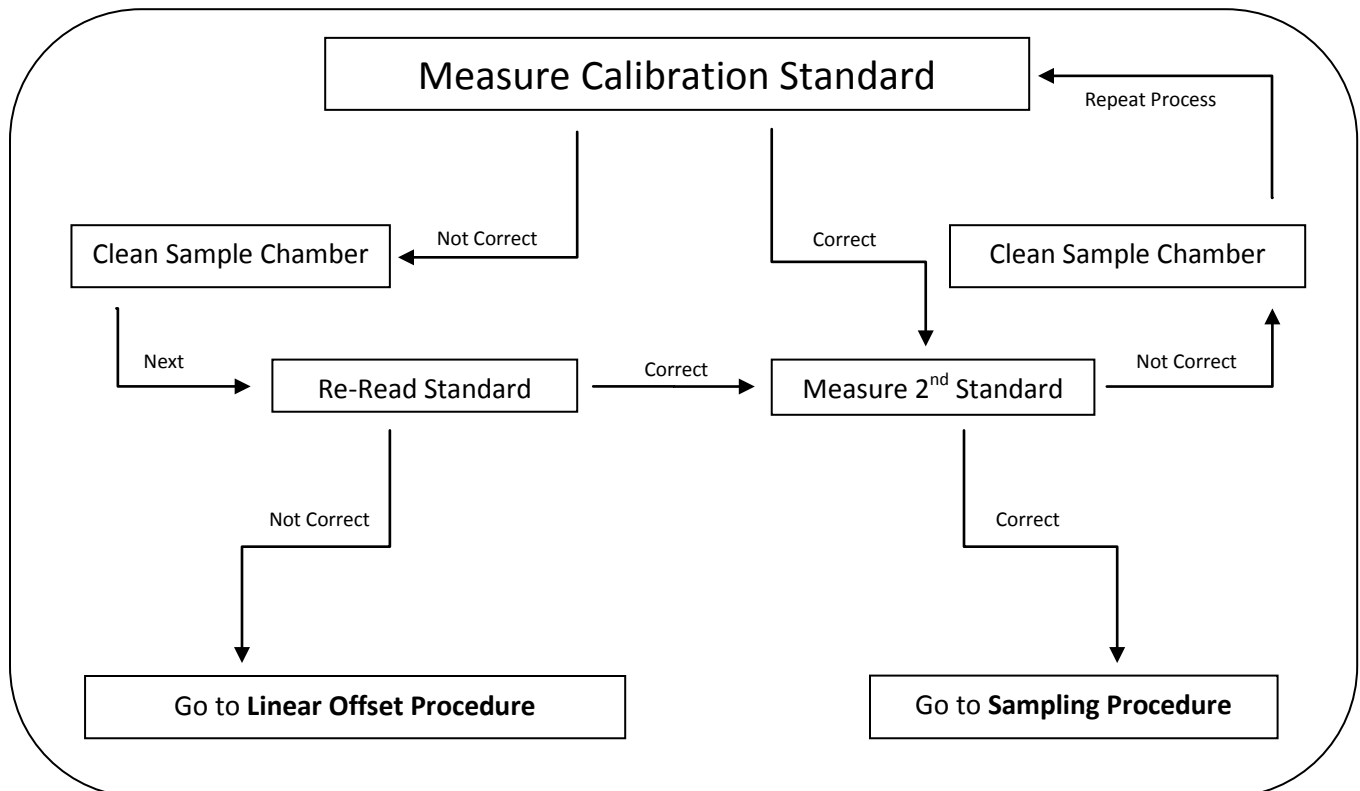 Measure Calibration Standard
Repeat Process
Not Correct
Correct
Clean Sample Chamber
Clean Sample Chamber
Next
Re-Read Standard
Correct
Measure 2nd Standard
Not Correct
Not Correct
Correct
Go to Linear Offset Procedure
Go to Sampling Procedure